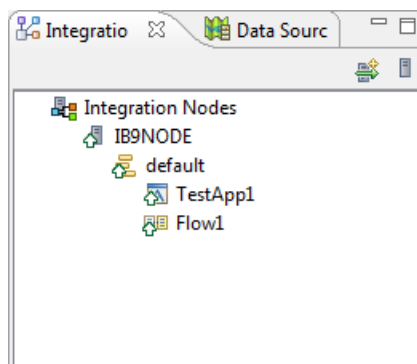 Integratio Data Sourc
Integration Nodes
IB9NODE
default
TestApp1
Flow1